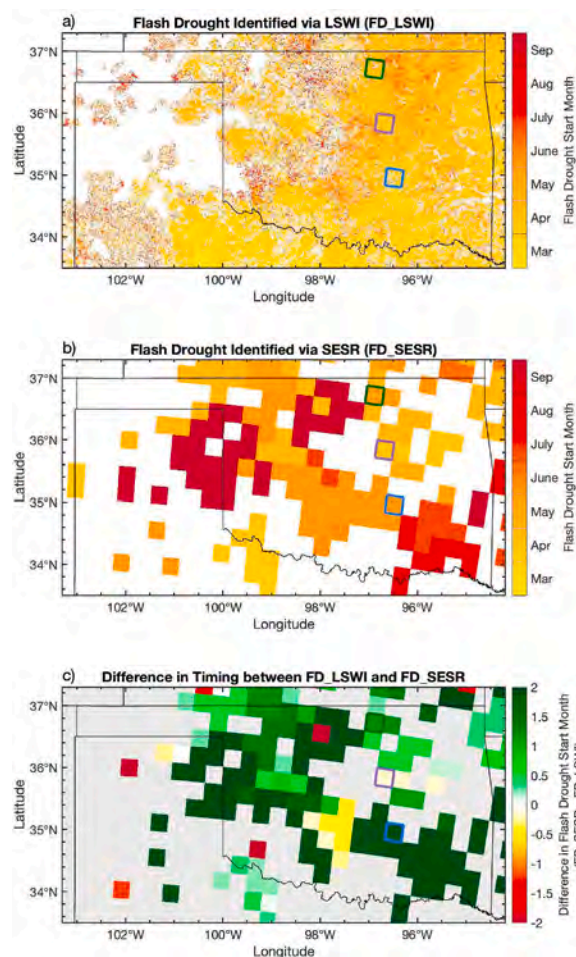 a)
Flash Drought Identified via LSWI (FD_LSWI)
37°N
36°N
35°N
34°N
Latitude
102°W 100°W 98°W 96°W
Longitude
Sep
Aug
July
June
May
Apr
Mar
Flash Drought Start Month
b)
Flash Drought Identified via SESR (FD_SESR)
37°N
36°N
35°N
34°N
Latitude
102°W 100°W 98°W 96°W
Longitude
Sep
Aug
July
June
May
Apr
Mar
Flash Drought Start Month
c)
Difference in Timing between FD_LSWI and FD_SESR
37°N
36°N
35°N
34°N
Latitude
102°W 100°W 98°W 96°W
Longitude
2
1.5
1
0.5
0
-0.5
-1
-1.5
-2
Difference in Flash Drought Start Month